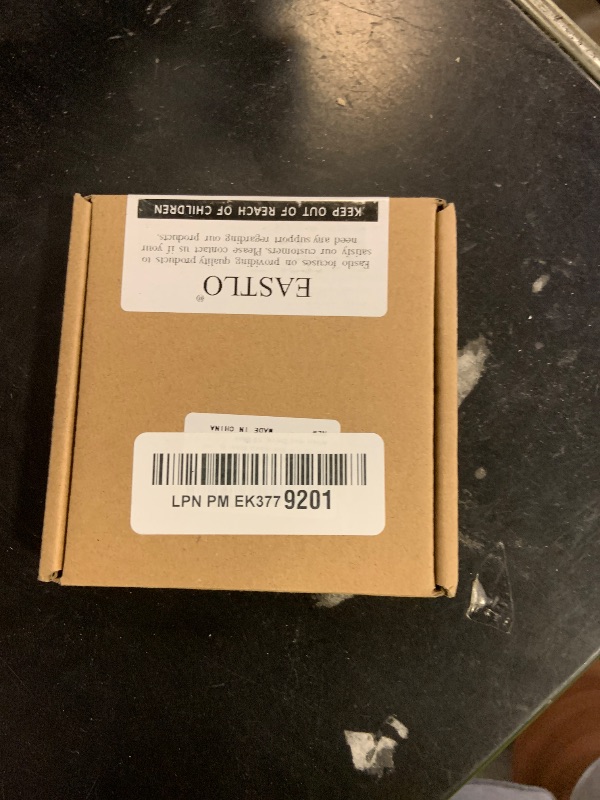 EASTLO®
Eastlo focuses on providing quality products to
satisfy our customers. Please contact us if your
need any support regarding our products.
KEEP OUT OF REACH OF CHILDREN
NEW
MADE IN CHINA
LPN PM EK377 9201